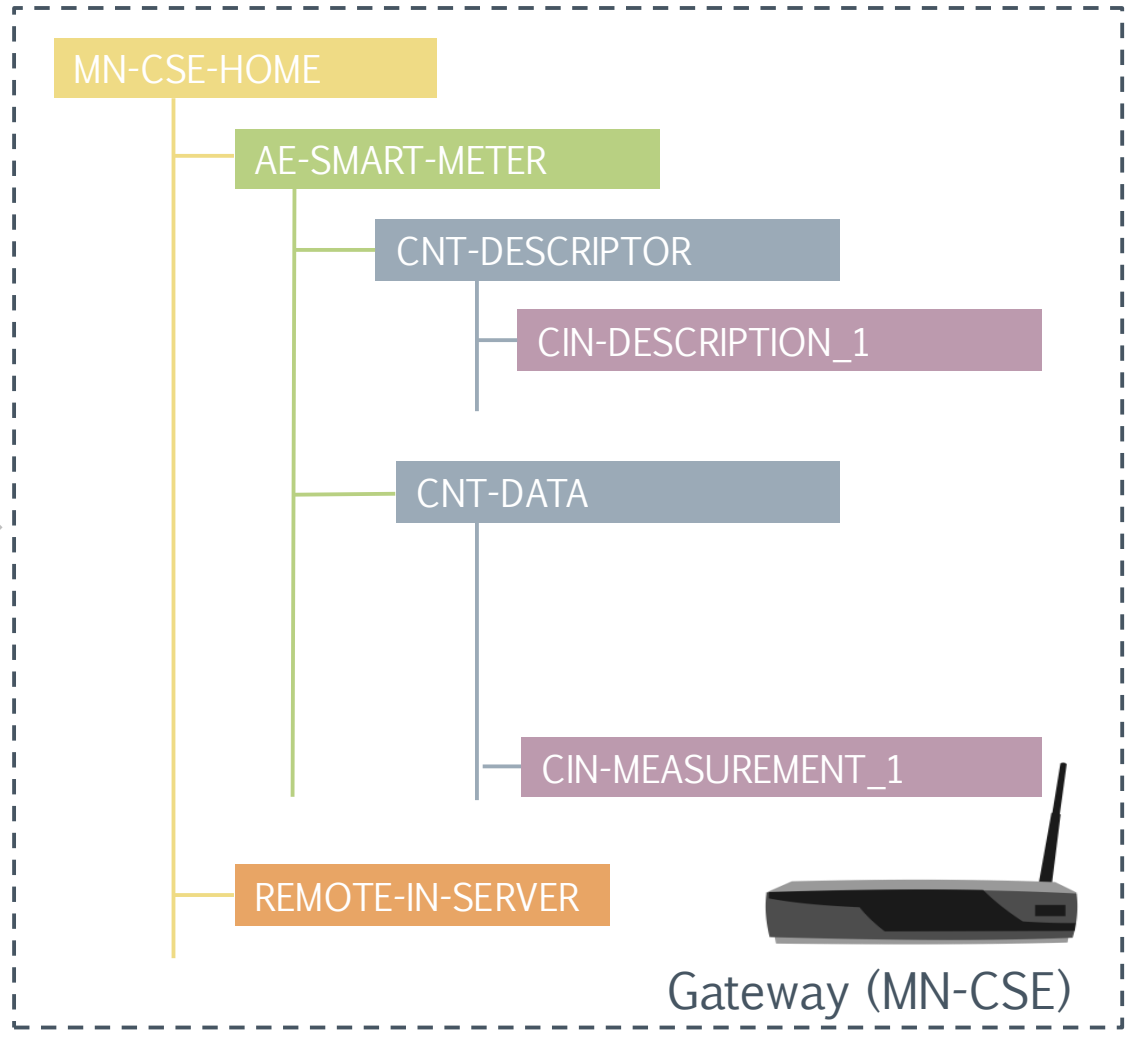 MN-CSE-HOME
AE-SMART-METER
CNT-DESCRIPTOR
CIN-DESCRIPTION_1
CNT-DATA
CIN-MEASUREMENT_1
REMOTE-IN-SERVER
Gateway (MN-CSE)